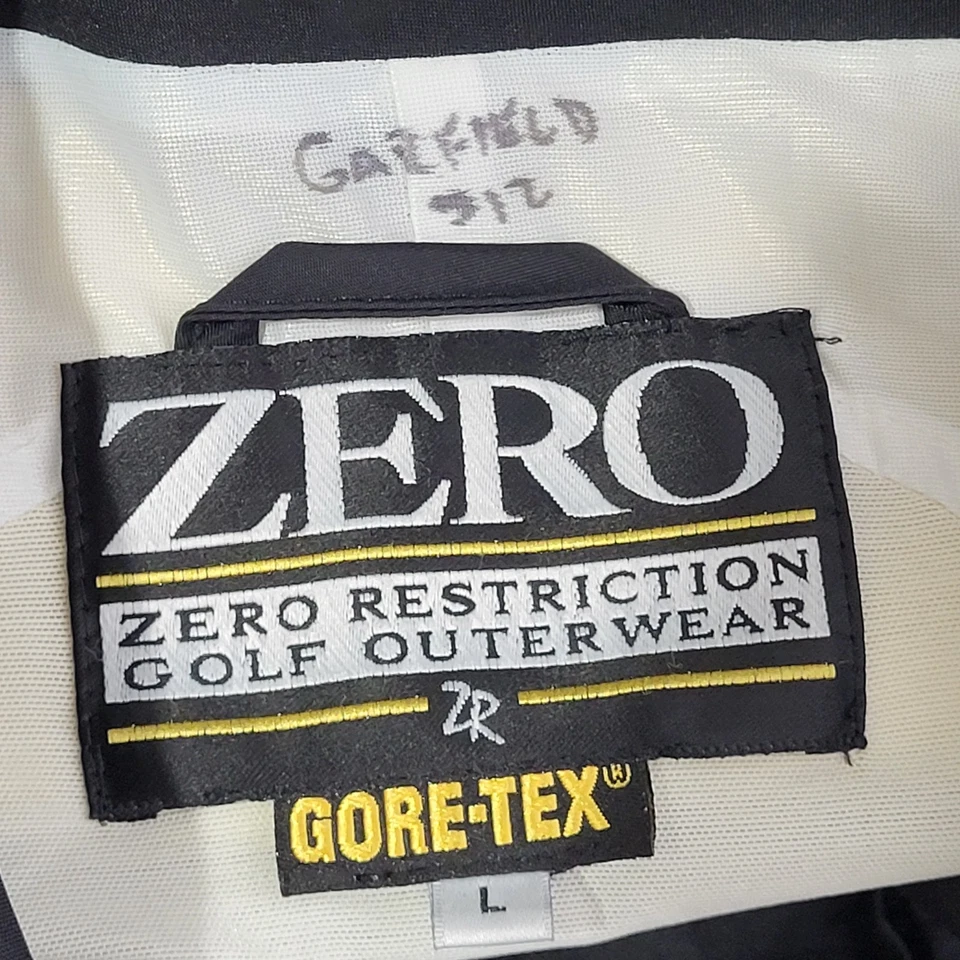 GARFIELD
512
ZERO
ZERO RESTRICTION
GOLF OUTERWEAR
ZR
GORE-TEX®
L